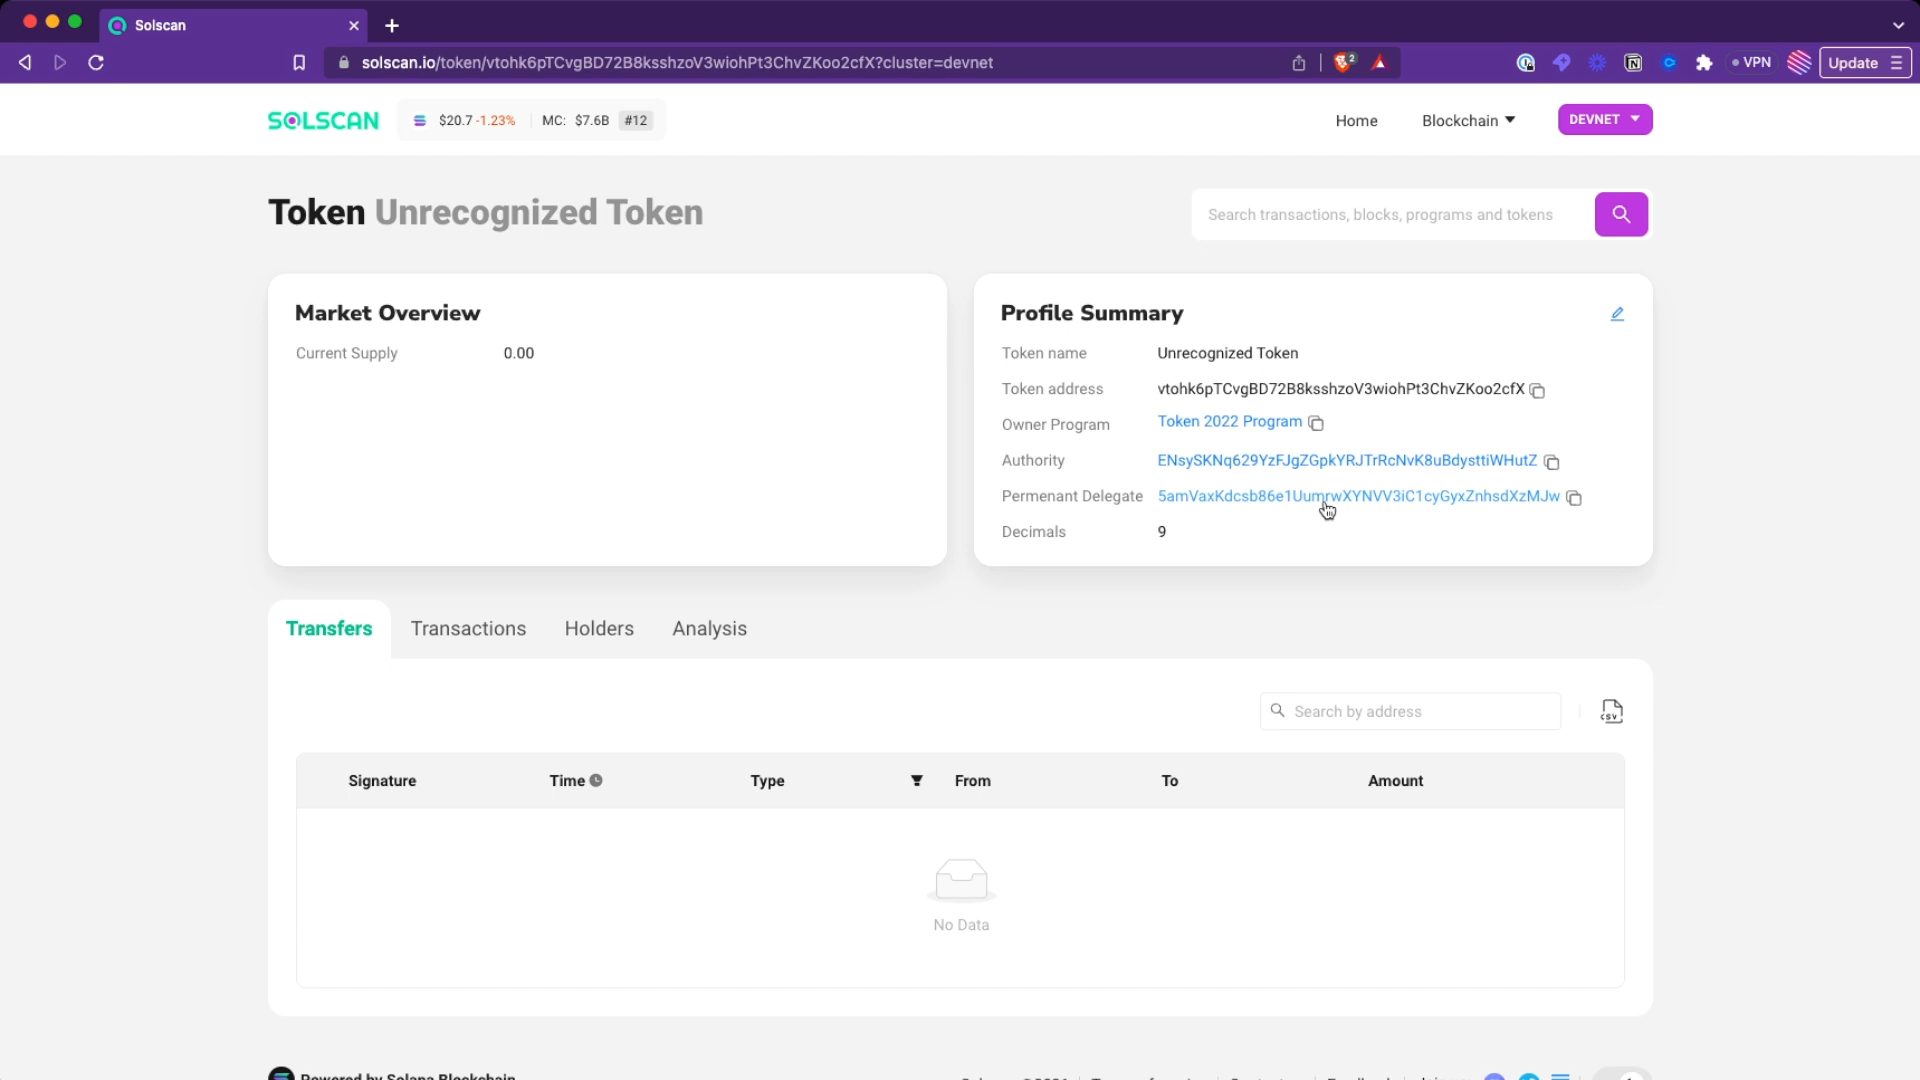 Solscan
solscan.io/token/vtohk6pTCvgBD72B8ksshzoV3wiohPt3ChvZKoo2cfX?cluster=devnet
2
VPN
Update
SOLSCAN
$20.7 -1.23%
MC: $7.6B #12
Home
Blockchain
DEVNET
Token Unrecognized Token
Search transactions, blocks, programs and tokens
Market Overview
Current Supply 0.00
Profile Summary
Token name Unrecognized Token
Token address vtohk6pTCvgBD72B8ksshzoV3wiohPt3ChvZKoo2cfX
Owner Program Token 2022 Program
Authority ENsySKNq629YzFJgZGpkYRJTrRcNvK8uBdysttiWHutZ
Permenant Delegate 5amVaxKdcsb86e1UumrwXYNVV3iC1cyGyxZnhsdXzMJw
Decimals 9
Transfers
Transactions
Holders
Analysis
Search by address
CSV
Signature Time Type From To Amount
No Data
Powered by Solana Blockchain